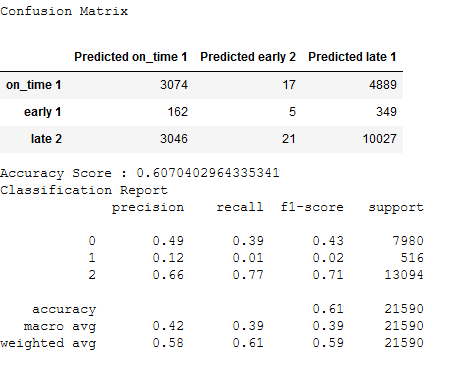 Confusion Matrix
Predicted on_time 1 Predicted early 2 Predicted late 1
on_time 1 3074 17 4889
early 1 162 5 349
late 2 3046 21 10027
Accuracy Score : 0.6070402964335341
Classification Report
precision recall f1-score support
0 0.49 0.39 0.43 7980
1 0.12 0.01 0.02 516
2 0.66 0.77 0.71 13094
accuracy 0.61 21590
macro avg 0.42 0.39 0.39 21590
weighted avg 0.58 0.61 0.59 21590